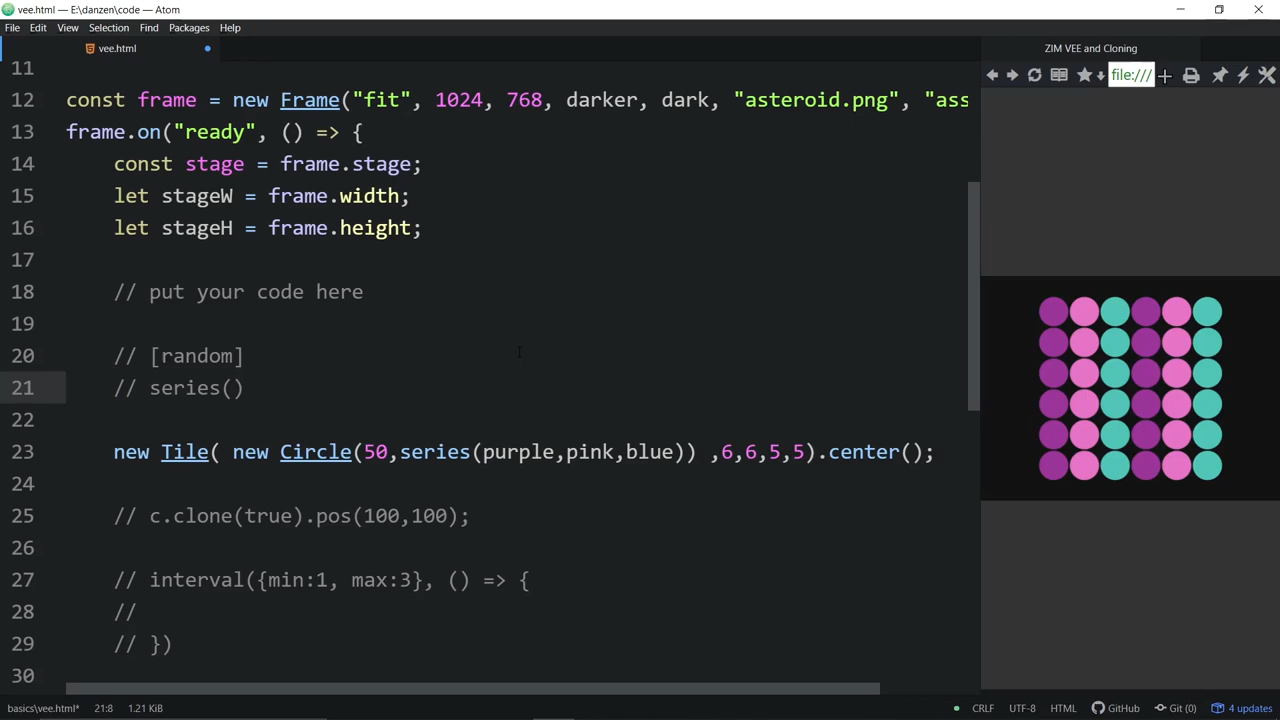 vee.html — E:\danzen\code — Atom
File Edit View Selection Find Packages Help
vee.html
ZIM VEE and Cloning
file:///
11
12 const frame = new Frame("fit", 1024, 768, darker, dark, "asteroid.png", "ass
13 frame.on("ready", () => {
14 const stage = frame.stage;
15 let stageW = frame.width;
16 let stageH = frame.height;
17
18 // put your code here
19
20 // [random]
21 // series()
22
23 new Tile( new Circle(50,series(purple,pink,blue)) ,6,6,5,5).center();
24
25 // c.clone(true).pos(100,100);
26
27 // interval({min:1, max:3}, () => {
28 //
29 // })
30
basics\vee.html* 21:8 1.21 KiB CRLF UTF-8 HTML GitHub Git (0) 4 updates